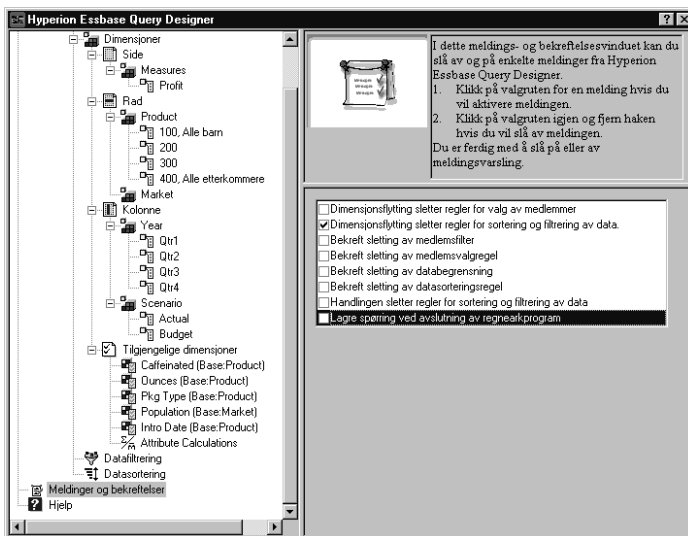 Hyperion Essbase Query Designer
Dimensjoner
Side
Measures
Profit
Rad
Product
100, Alle barn
200
300
400, Alle etterkommere
Market
Kolonne
Year
Qtr1
Qtr2
Qtr3
Qtr4
Scenario
Actual
Budget
Tilgjengelige dimensjoner
Caffeinated (Base:Product)
Ounces (Base:Product)
Pkg Type (Base:Product)
Population (Base:Market)
Intro Date (Base:Product)
Attribute Calculations
Datafiltrering
Datasortering
Meldinger og bekreftelser
Hjelp
I dette meldings- og bekreftelsesvinduet kan du
slå av og på enkelte meldinger fra Hyperion
Essbase Query Designer.
1. Klikk på valgruten for en melding hvis du
vil aktivere meldingen.
2. Klikk på valgruten igjen og fjern haken
hvis du vil slå av meldingen.
Du er ferdig med å slå på eller av
meldingsvarsling.
Dimensjonsflytting sletter regler for valg av medlemmer
Dimensjonsflytting sletter regler for sortering og filtrering av data.
Bekreft sletting av medlemsfilter
Bekreft sletting av medlemsvalgregel
Bekreft sletting av databegrensning
Bekreft sletting av datasorteringsregel
Handlingen sletter regler for sortering og filtrering av data
Lagre spørring ved avslutning av regnearkprogram